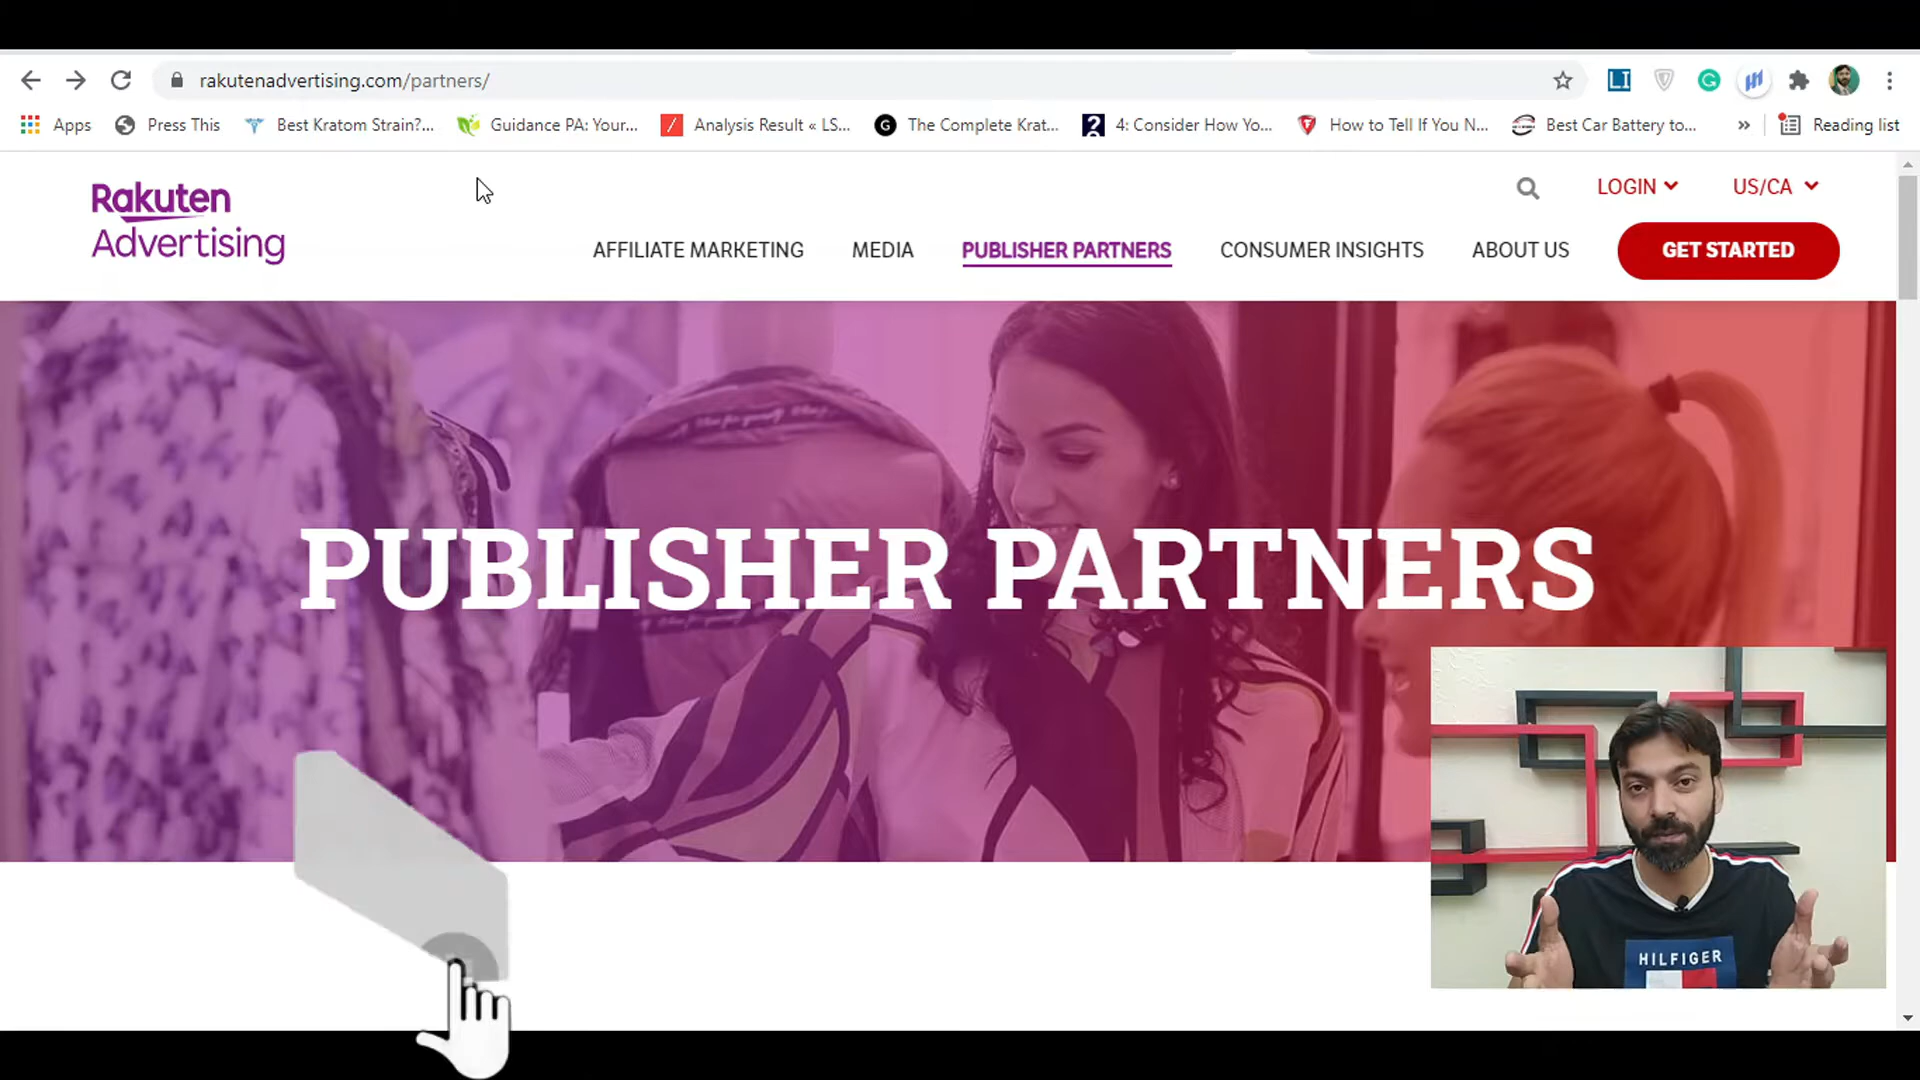 rakutenadvertising.com/partners/
Apps Press This Best Kratom Strain?... Guidance PA: Your... Analysis Result « LS... The Complete Krat... 4: Consider How Yo... How to Tell If You N... Best Car Battery to... » Reading list
Rakuten
Advertising
LOGIN US/CA
AFFILIATE MARKETING MEDIA PUBLISHER PARTNERS CONSUMER INSIGHTS ABOUT US GET STARTED
PUBLISHER PARTNERS
HILFIGER